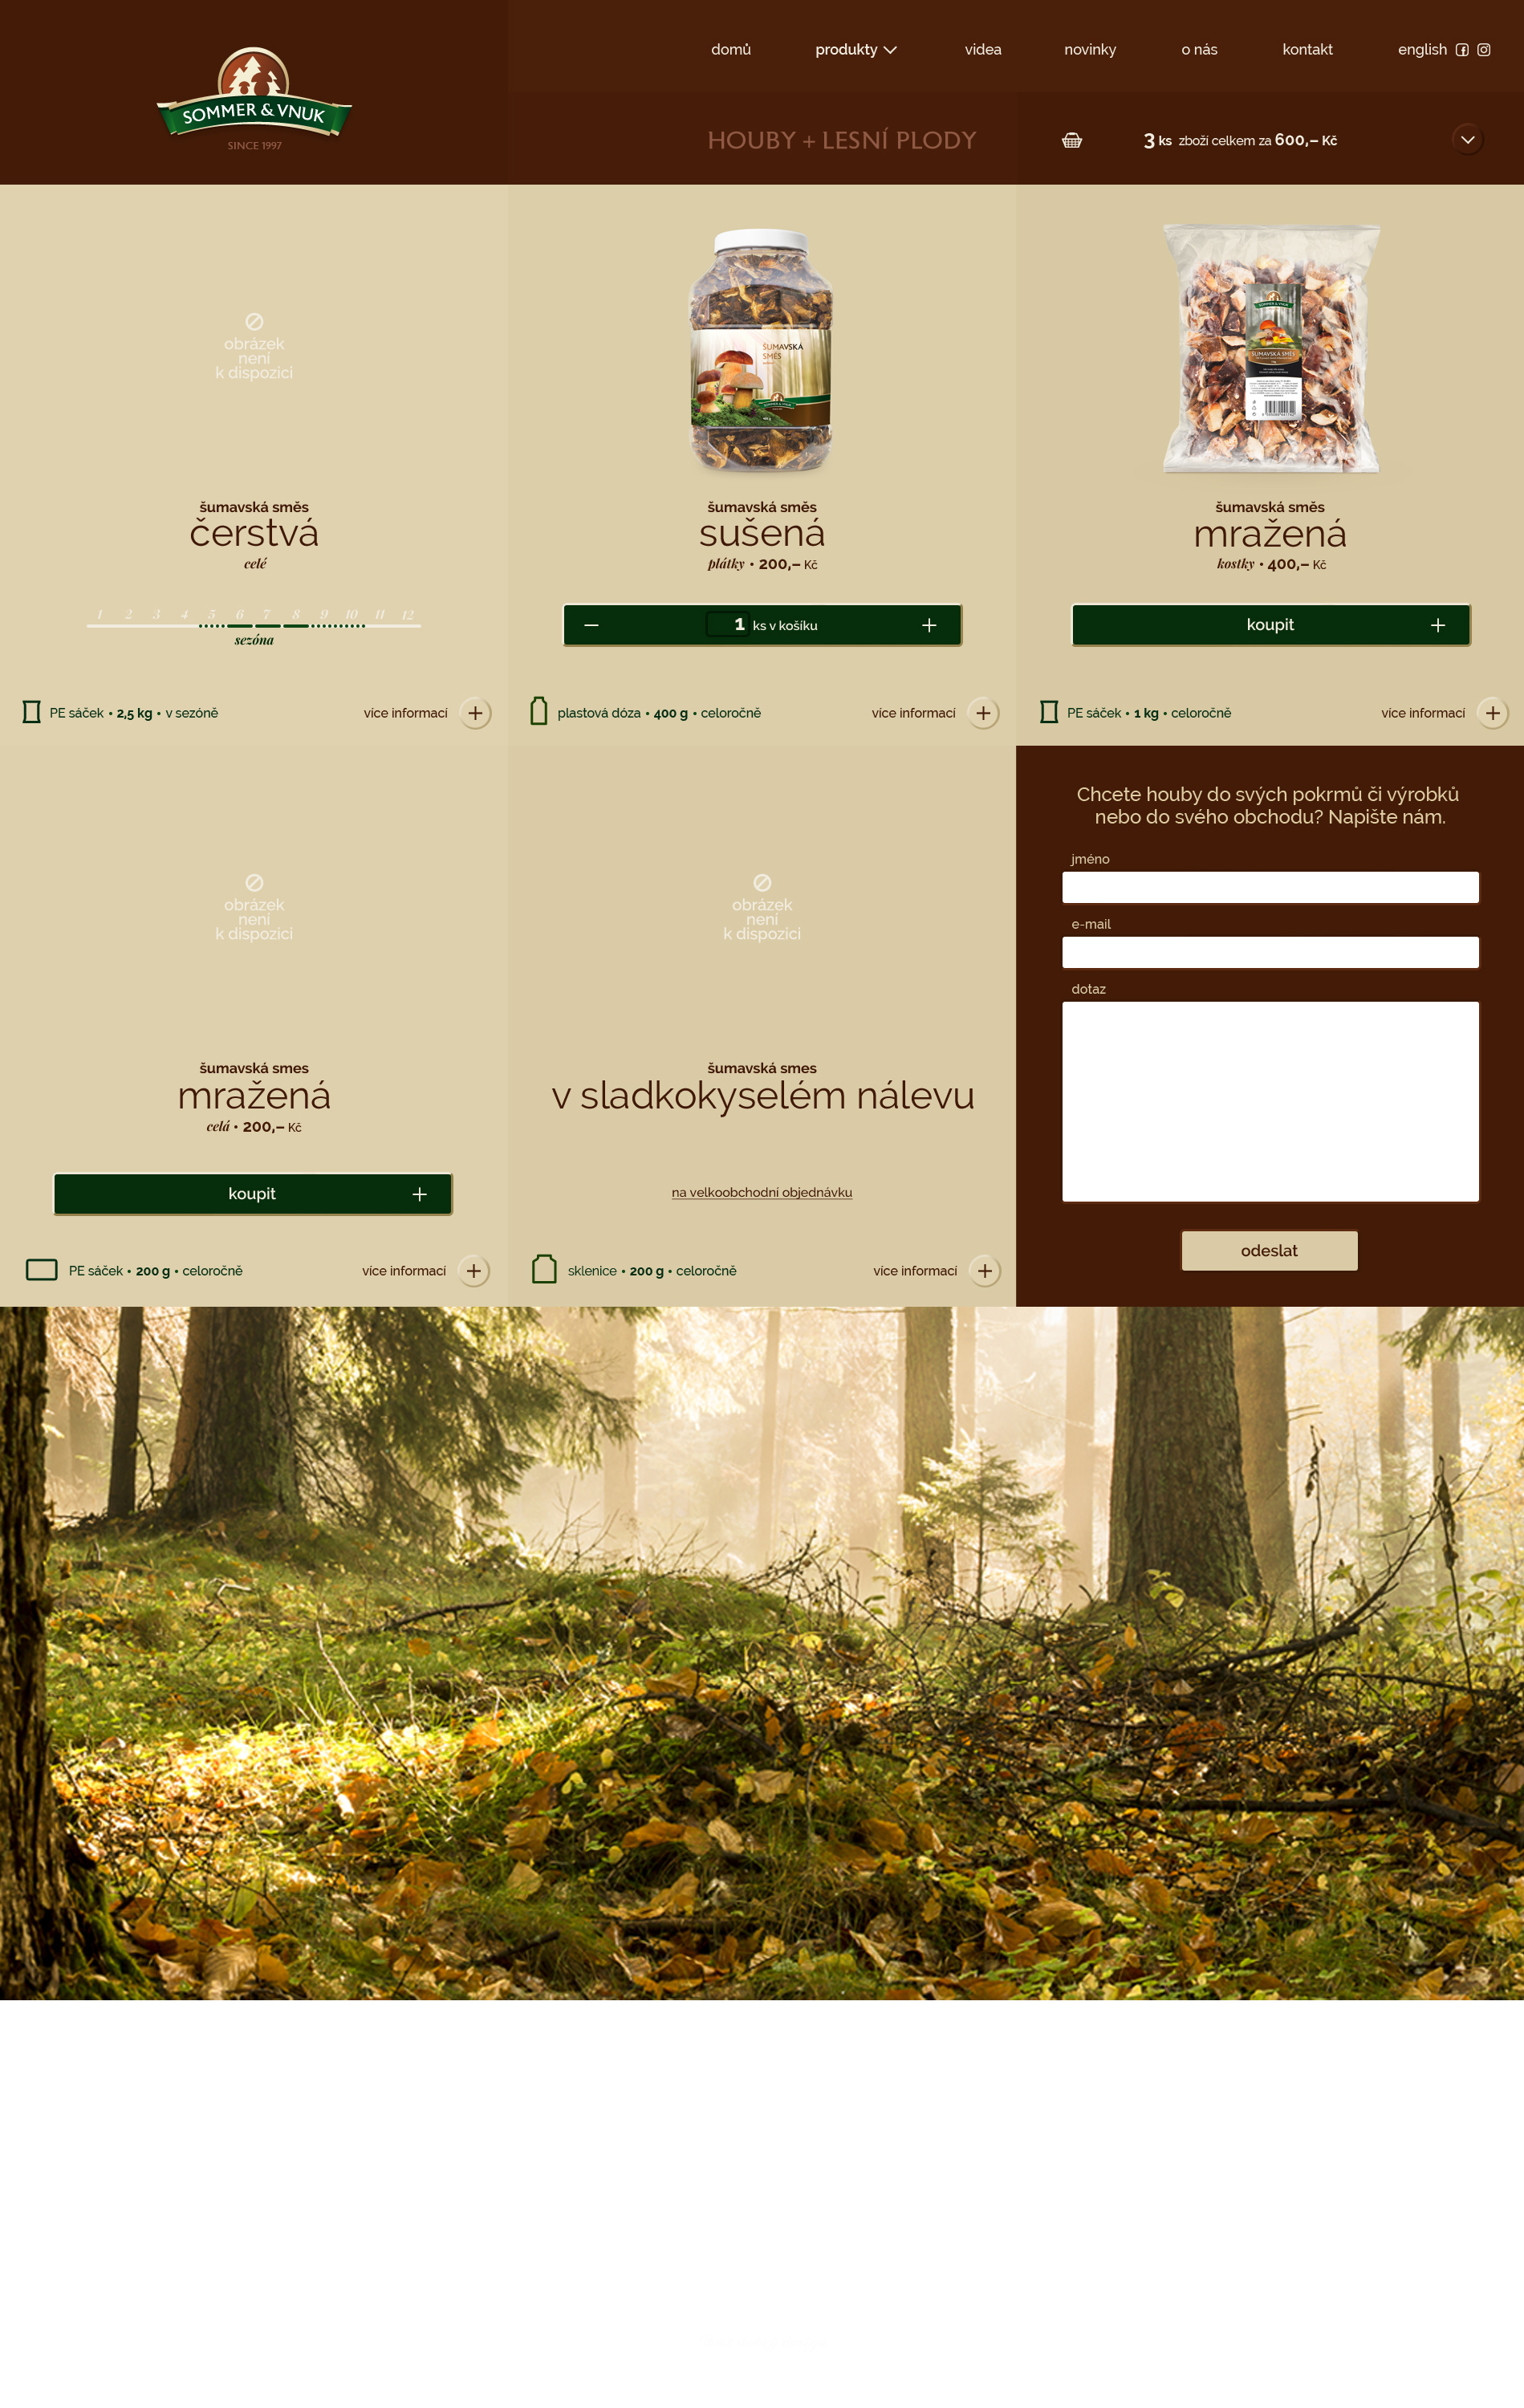 domů
produkty
videa
novinky
o nás
kontakt
english
SOMMER & VNUK
SINCE 1997
HOUBY + LESNÍ PLODY
3 ks zboží celkem za 600,– Kč
obrázek
není
k dispozici
šumavská směs
čerstvá
celé
1 2 3 4 5 6 7 8 9 10 11 12
sezóna
PE sáček • 2,5 kg • v sezóně
více informací
ŠUMAVSKÁ
SMĚS
SOMMER & VNUK
šumavská směs
sušená
plátky • 200,– Kč
1 ks v košíku
plastová dóza • 400 g • celoročně
více informací
SOMMER & VNUK
ŠUMAVSKÁ SMĚS
šumavská směs
mražená
kostky • 400,– Kč
koupit
PE sáček • 1 kg • celoročně
více informací
obrázek
není
k dispozici
šumavská smes
mražená
celá • 200,– Kč
koupit
PE sáček • 200 g • celoročně
více informací
obrázek
není
k dispozici
šumavská smes
v sladkokyselém nálevu
na velkoobchodní objednávku
sklenice • 200 g • celoročně
více informací
Chcete houby do svých pokrmů či výrobků
nebo do svého obchodu? Napište nám.
jméno
e-mail
dotaz
odeslat